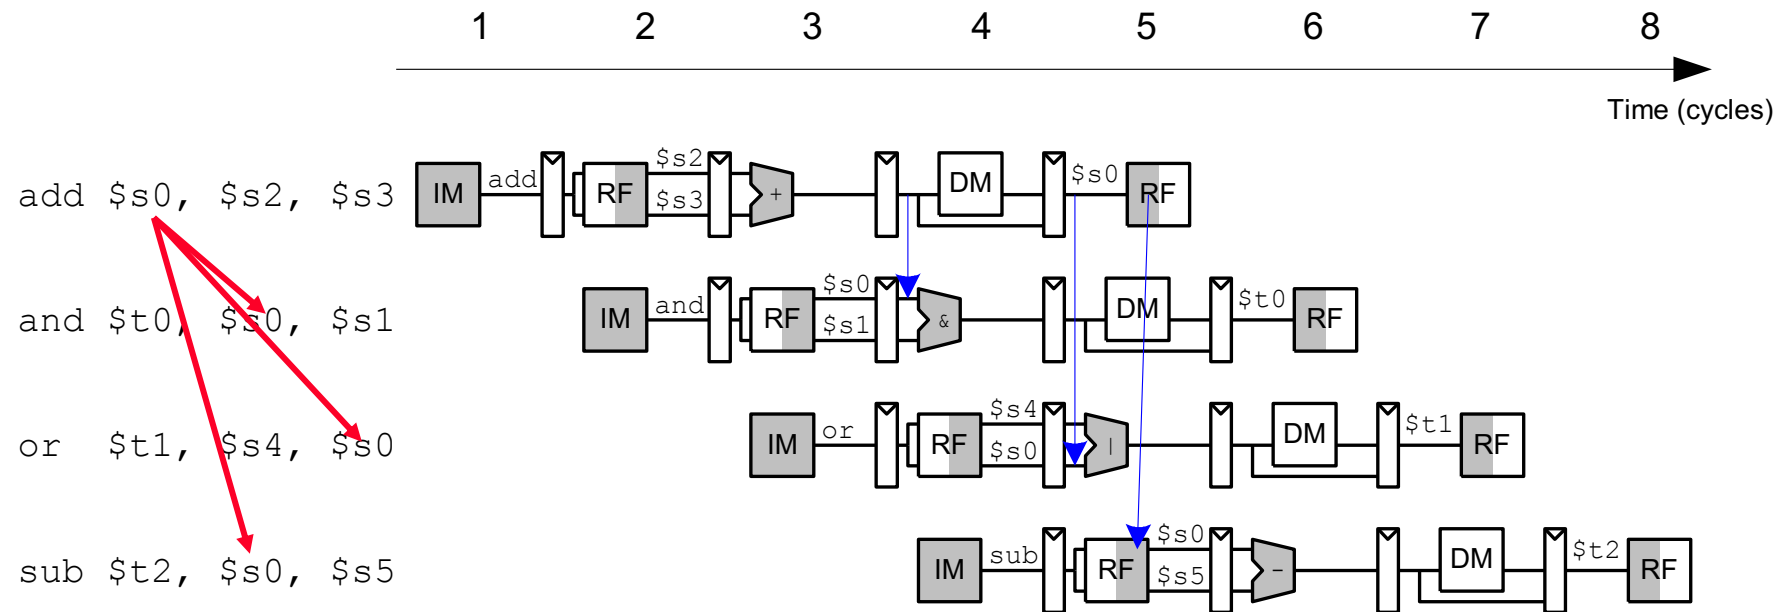 1 2 3 4 5 6 7 8
Time (cycles)
add $s0, $s2, $s3 IM add RF $s2 $s3 + DM $s0 RF
and $t0, $s0, $s1 IM and RF $s0 $s1 & DM $t0 RF
or $t1, $s4, $s0 IM or RF $s4 $s0 | DM $t1 RF
sub $t2, $s0, $s5 IM sub RF $s0 $s5 - DM $t2 RF